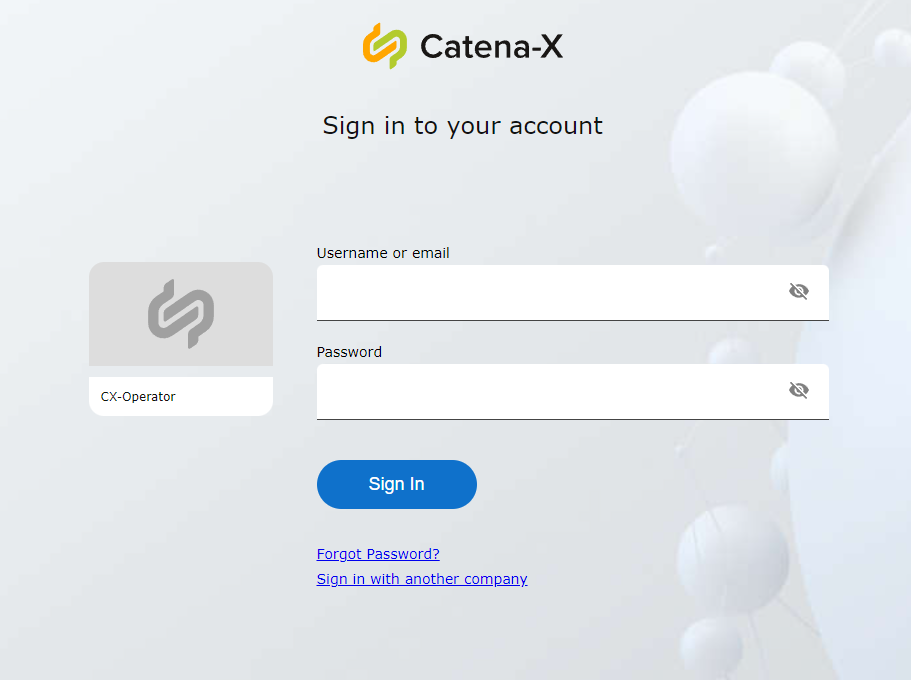 Catena-X
Sign in to your account
Username or email
Password
CX-Operator
Sign In
Forgot Password?
Sign in with another company